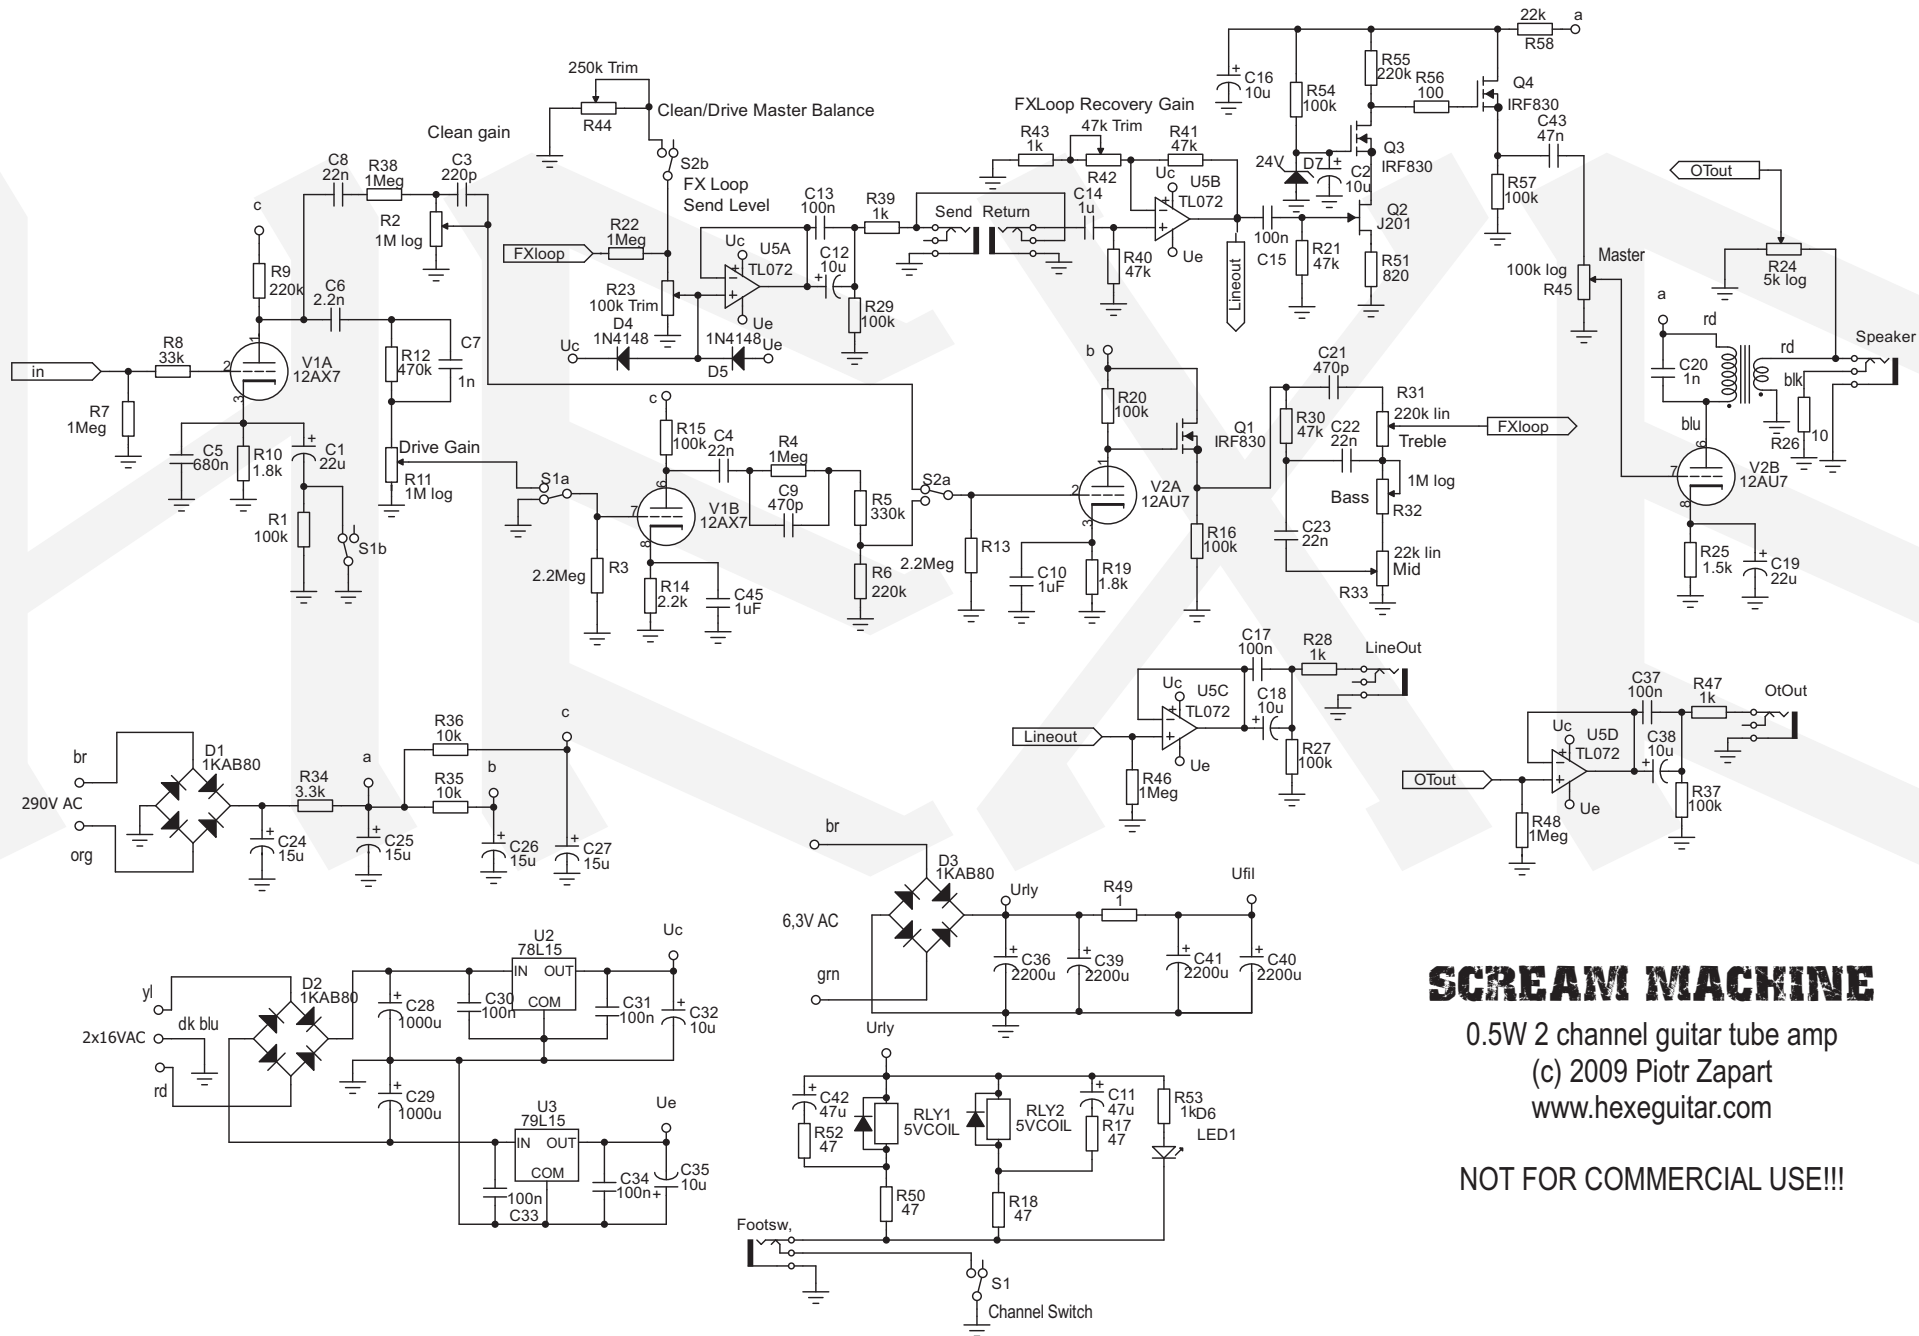 22k
a
R58
250k Trim
R44
Clean/Drive Master Balance
S2b
C16
10u
R54
100k
R55
220k
R56
100
Q4
IRF830
C43
47n
FXLoop Recovery Gain
R43
1k
47k Trim
R42
R41
47k
24V
D7
C2
10u
Q3
IRF830
R57
100k
OTout
Clean gain
C8
22n
R38
1Meg
C3
220p
R2
1M log
FX Loop
Send Level
FXloop
R22
1Meg
R23
100k Trim
C13
100n
R39
1k
Uc
U5A
TL072
C12
10u
Ue
R29
100k
Send
Return
C14
1u
R40
47k
Uc
U5B
TL072
Ue
Lineout
100n
C15
R21
47k
Q2
J201
R51
820
Master
100k log
R45
R24
5k log
c
R9
220k
C6
2.2n
1
R12
470k
C7
1n
D4
1N4148
1N4148
D5
Uc
Ue
in
R8
33k
R7
1Meg
2
V1A
12AX7
3
C5
680n
R10
1.8k
C1
22u
R1
100k
S1b
Drive Gain
R11
1M log
S1a
c
R15
100k
C4
22n
R4
1Meg
C9
470p
6
7
8
V1B
12AX7
2.2Meg
R3
R14
2.2k
C45
1uF
R5
330k
R6
220k
S2a
2.2Meg
R13
b
R20
100k
1
2
3
V2A
12AU7
C10
1uF
R19
1.8k
Q1
IRF830
R16
100k
C21
470p
R30
47k
C22
22n
R31
220k lin
Treble
FXloop
1M log
Bass
R32
C23
22n
22k lin
Mid
R33
a
rd
C20
1n
rd
blk
Speaker
blu
R26
10
6
7
8
V2B
12AU7
R25
1.5k
C19
22u
C17
100n
R28
1k
LineOut
Uc
U5C
TL072
C18
10u
Lineout
Ue
R46
1Meg
R27
100k
C37
100n
R47
1k
OtOut
Uc
U5D
TL072
C38
10u
OTout
Ue
R48
1Meg
R37
100k
br
290V AC
org
D1
1KAB80
R34
3.3k
a
R36
10k
R35
10k
b
c
C24
15u
C25
15u
C26
15u
C27
15u
br
6,3V AC
grn
D3
1KAB80
Urly
R49
1
Ufil
C36
2200u
C39
2200u
C41
2200u
C40
2200u
yl
dk blu
2x16VAC
rd
D2
1KAB80
C28
1000u
C29
1000u
C30
100n
U2
78L15
IN
OUT
COM
C31
100n
Uc
C32
10u
U3
79L15
IN
OUT
COM
100n
C33
C34
100n
Ue
C35
10u
Urly
C42
47u
R52
47
RLY1
5VCOIL
RLY2
5VCOIL
C11
47u
R17
47
R53
1k
D6
LED1
R50
47
R18
47
Footsw,
S1
Channel Switch
SCREAM MACHINE
0.5W 2 channel guitar tube amp
(c) 2009 Piotr Zapart
www.hexeguitar.com
NOT FOR COMMERCIAL USE!!!